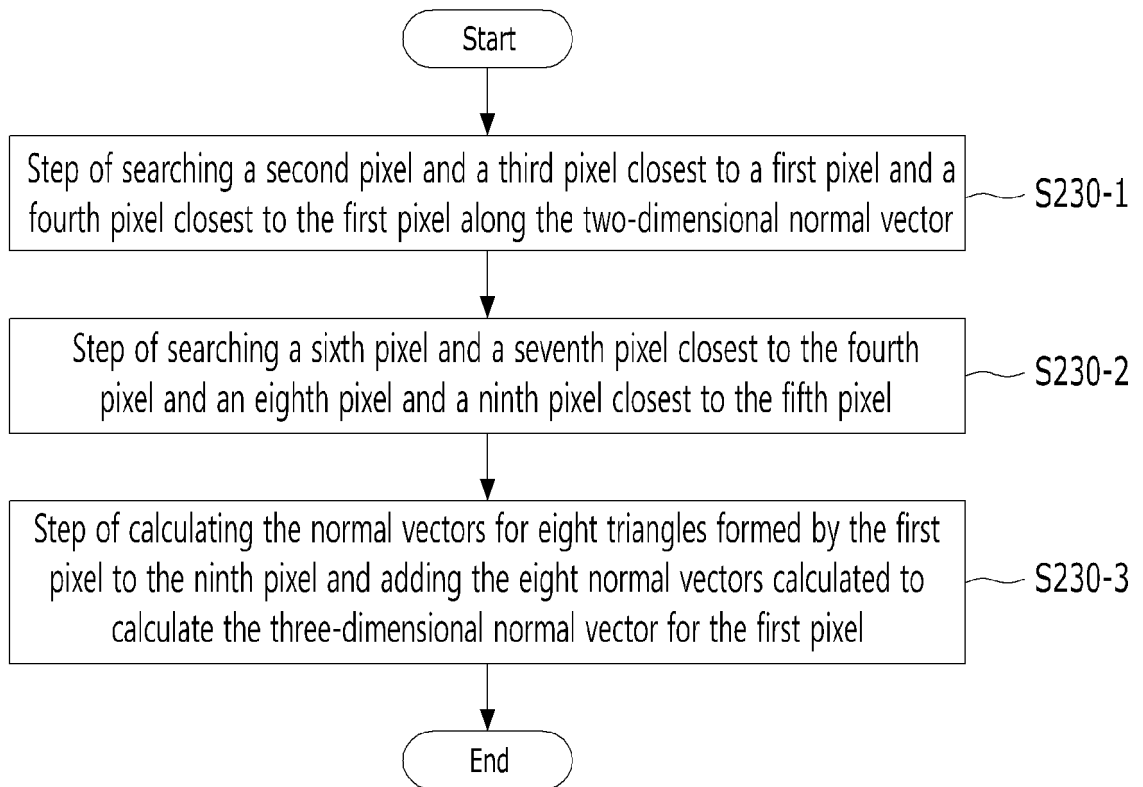 Start
Step of searching a second pixel and a third pixel closest to a first pixel and a
fourth pixel closest to the first pixel along the two-dimensional normal vector
S230-1
Step of searching a sixth pixel and a seventh pixel closest to the fourth
pixel and an eighth pixel and a ninth pixel closest to the fifth pixel
S230-2
Step of calculating the normal vectors for eight triangles formed by the first
pixel to the ninth pixel and adding the eight normal vectors calculated to
calculate the three-dimensional normal vector for the first pixel
S230-3
End